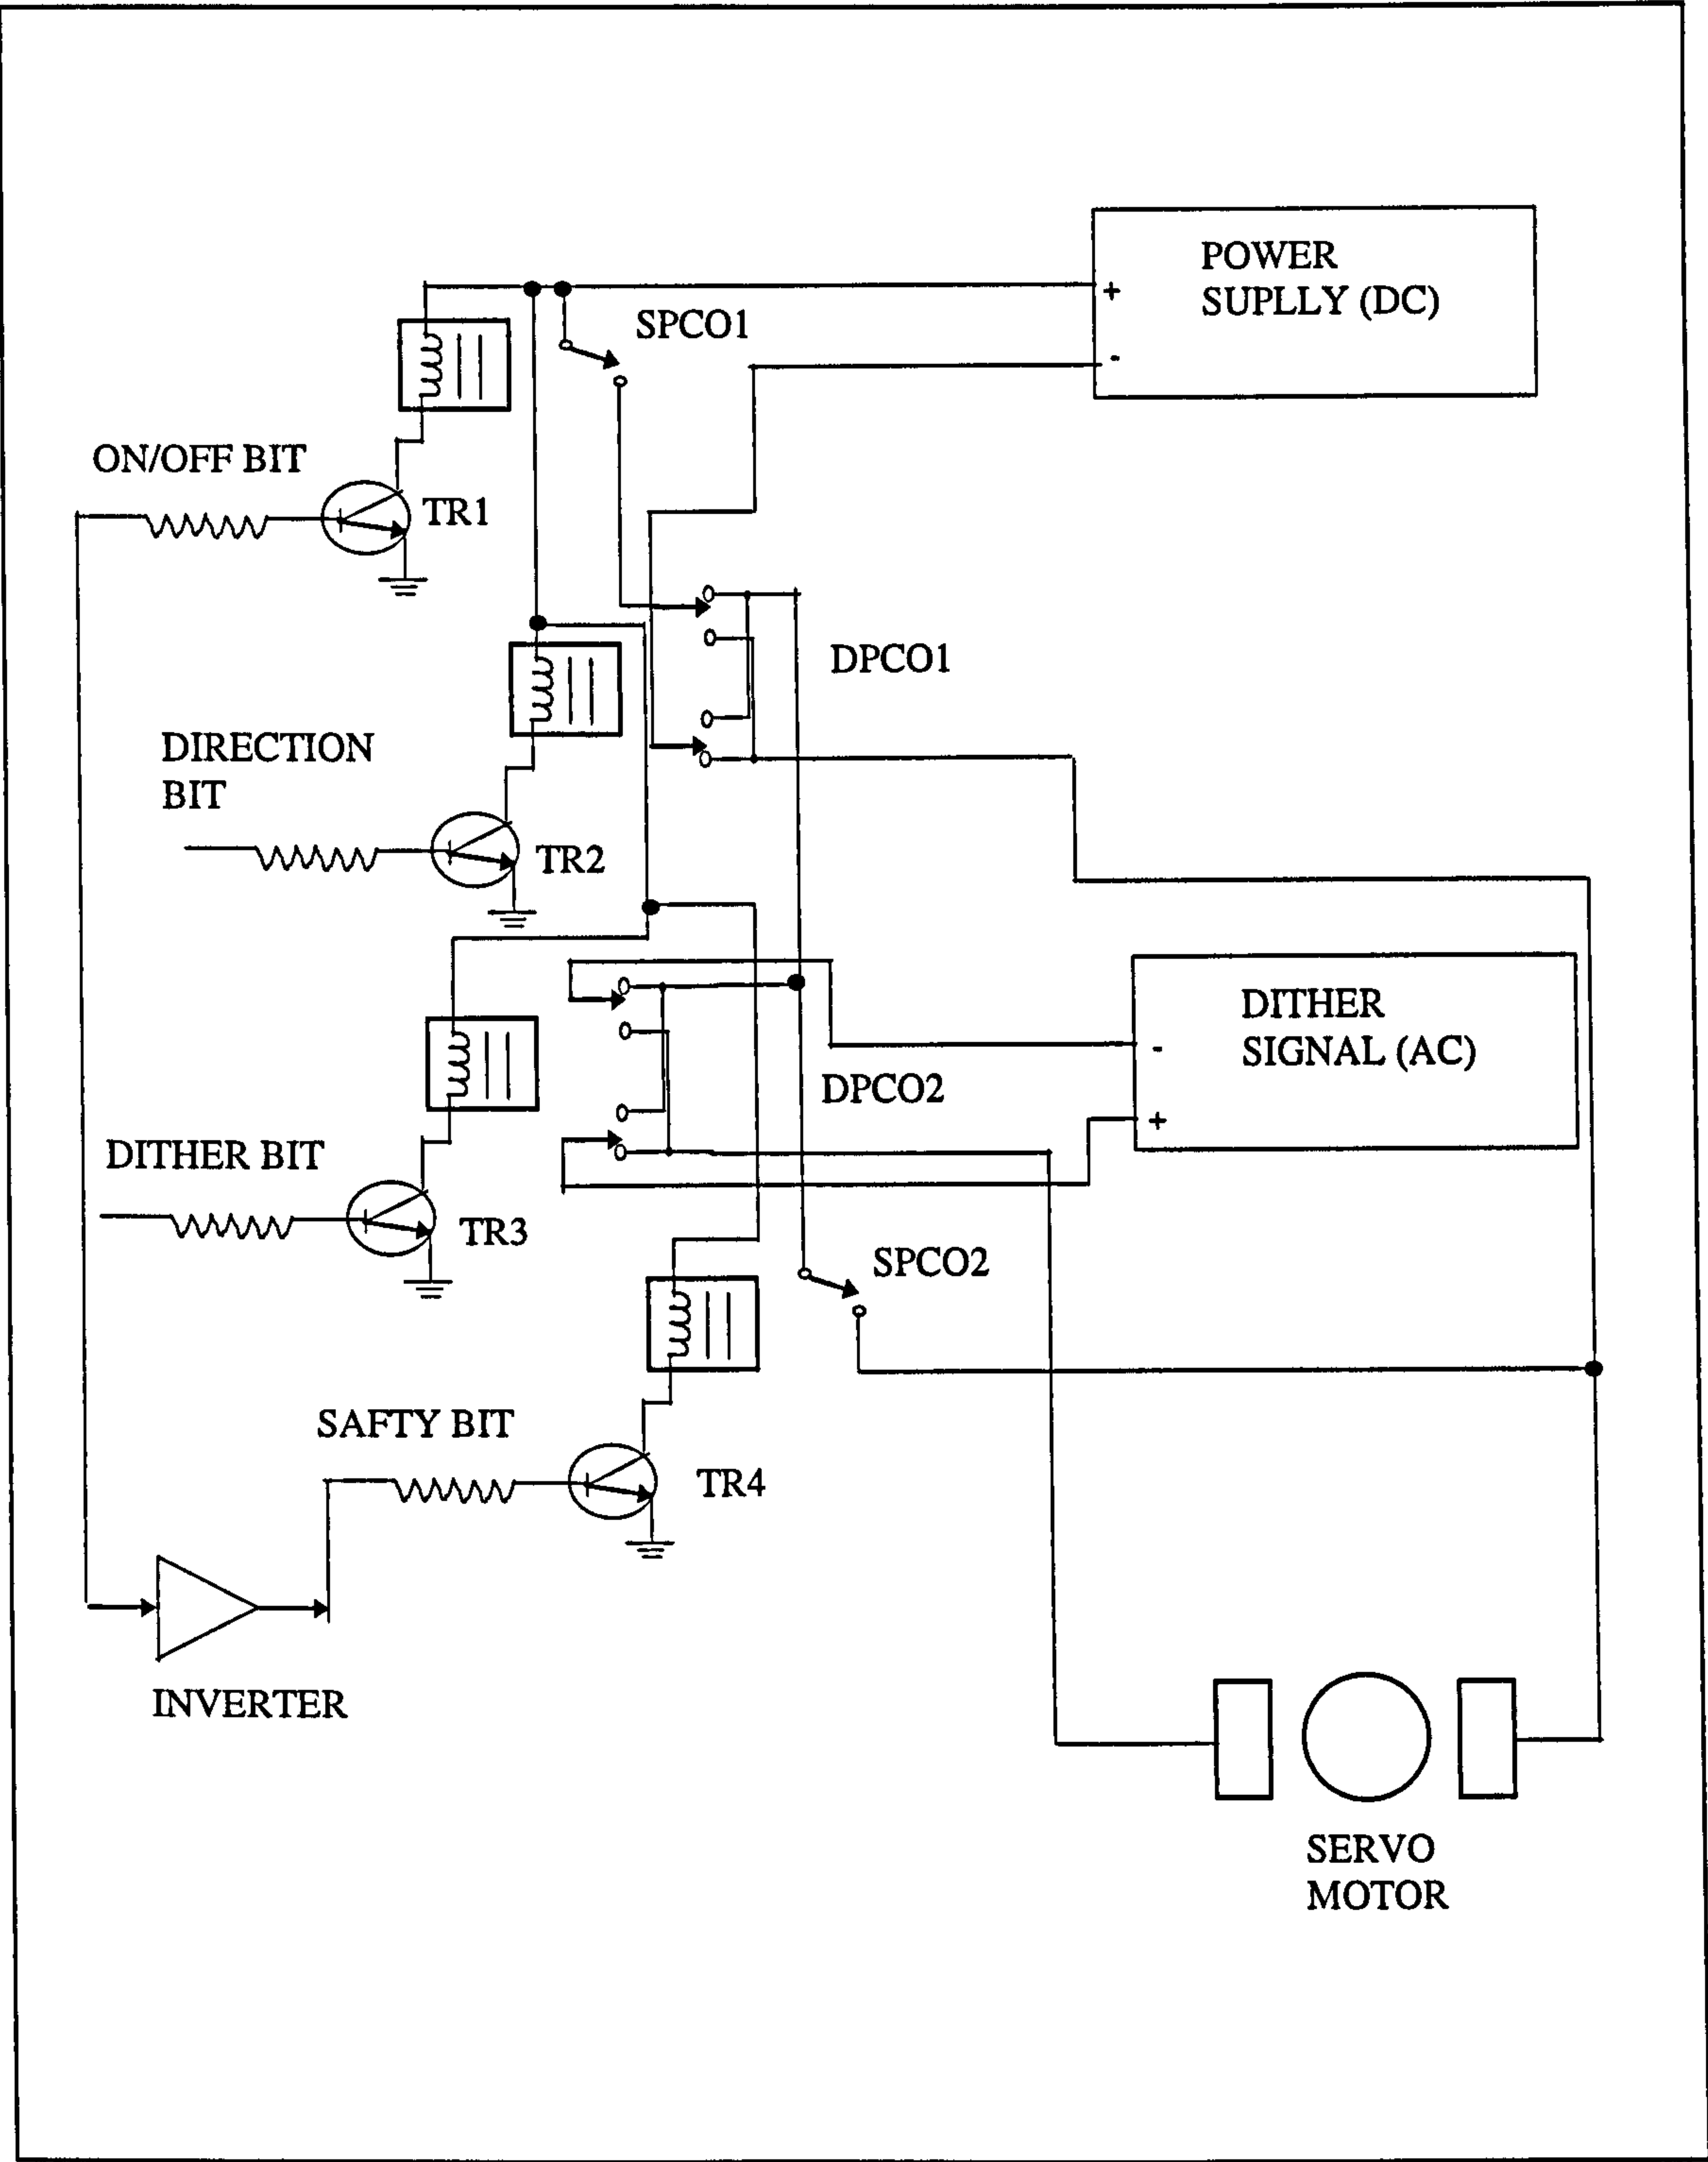 POWER
SUPLLY (DC)
+
-
SPCO1
ON/OFF BIT
TR1
DPCO1
DIRECTION
BIT
TR2
DITHER
SIGNAL (AC)
-
+
DPCO2
DITHER BIT
TR3
SPCO2
SAFTY BIT
TR4
INVERTER
SERVO
MOTOR